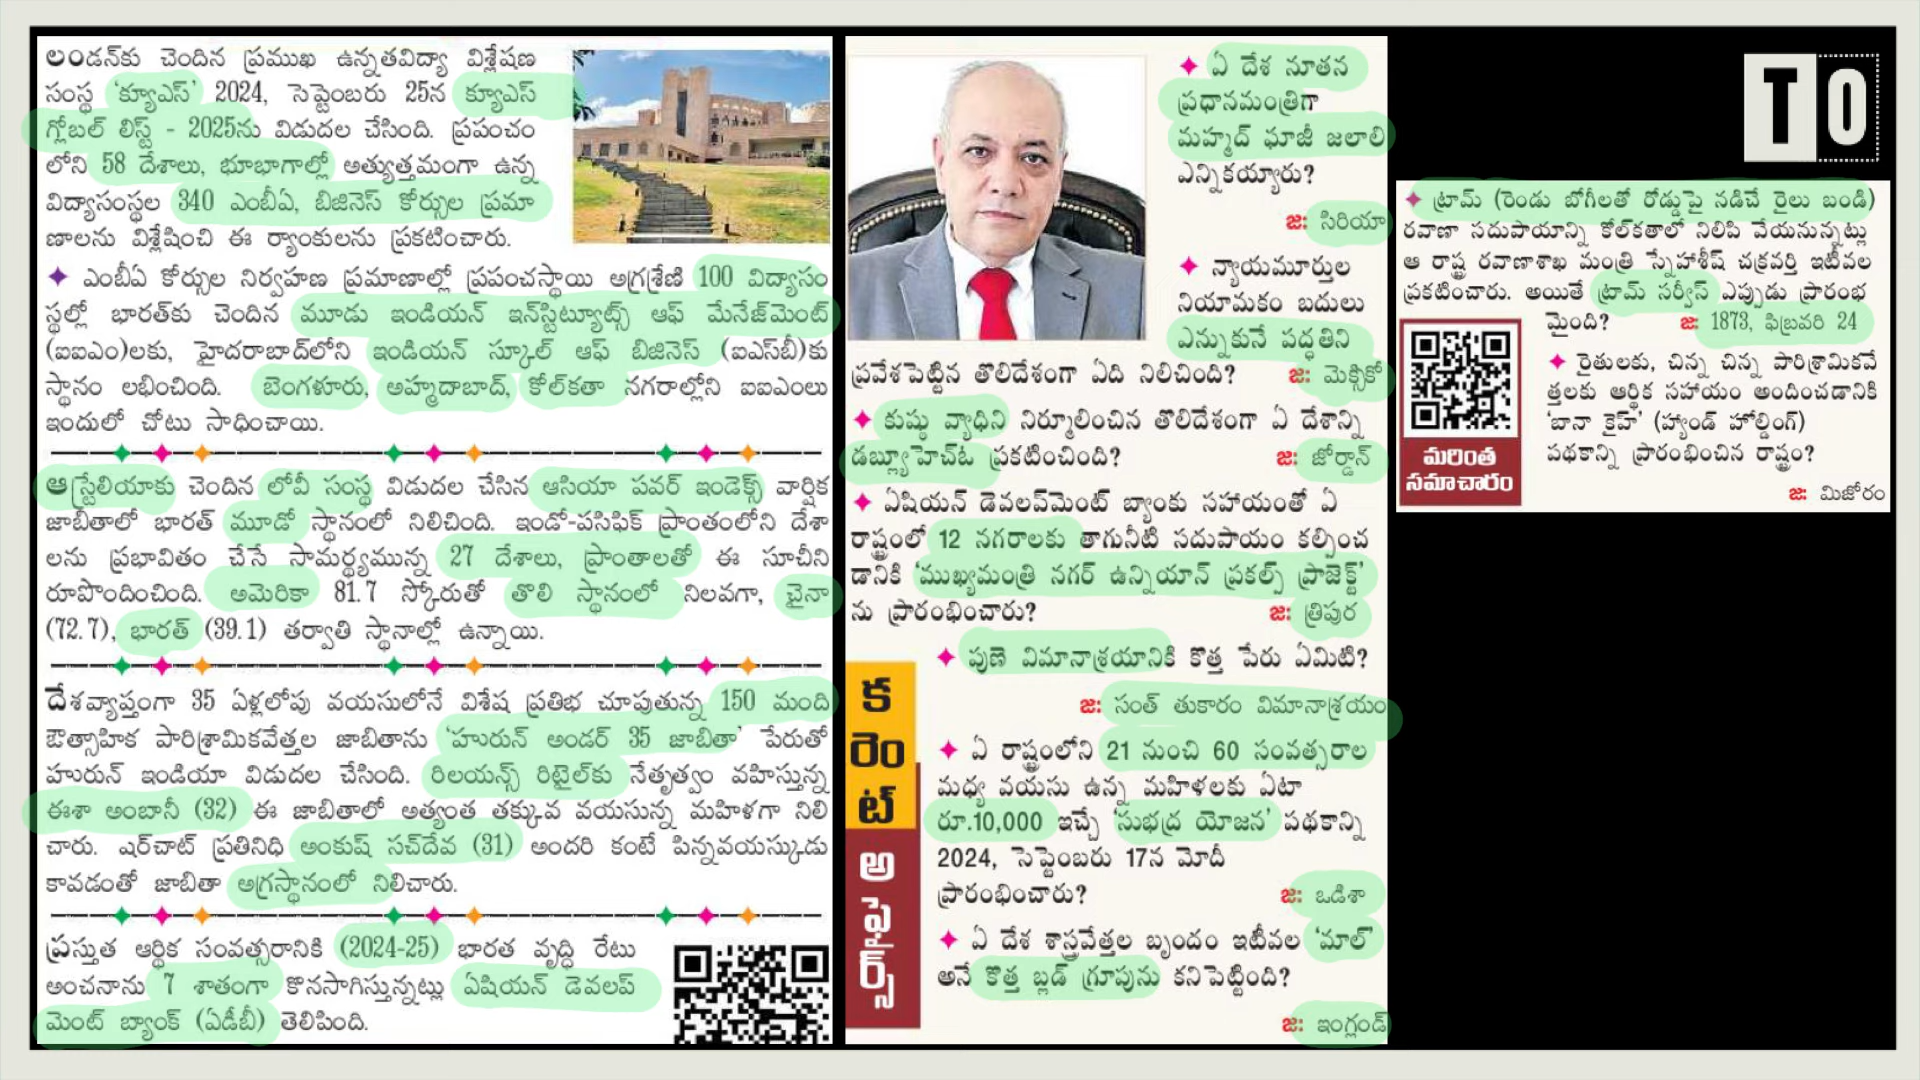 లండన్‌కు చెందిన ప్రముఖ ఉన్నతవిద్యా విశ్లేషణ
సంస్థ ‘క్యూఎస్’ 2024, సెప్టెంబరు 25న క్యూఎస్
గ్లోబల్ లిస్ట్ - 2025ను విడుదల చేసింది. ప్రపంచం
లోని 58 దేశాలు, భూభాగాల్లో అత్యుత్తమంగా ఉన్న
విద్యాసంస్థల 340 ఎంబీఏ, బిజినెస్ కోర్సుల ప్రమా
ణాలను విశ్లేషించి ఈ ర్యాంకులను ప్రకటించారు.
ఎంబీఏ కోర్సుల నిర్వహణ ప్రమాణాల్లో ప్రపంచస్థాయి అగ్రశ్రేణి 100 విద్యాసం
స్థల్లో భారత్‌కు చెందిన మూడు ఇండియన్ ఇన్‌స్టిట్యూట్స్ ఆఫ్ మేనేజ్‌మెంట్
(ఐఐఎం)లకు, హైదరాబాద్‌లోని ఇండియన్ స్కూల్ ఆఫ్ బిజినెస్ (ఐఎస్‌బీ)కు
స్థానం లభించింది. బెంగళూరు, అహ్మదాబాద్, కోల్‌కతా నగరాల్లోని ఐఐఎంలు
ఇందులో చోటు సాధించాయి.
ఆస్ట్రేలియాకు చెందిన లోవీ సంస్థ విడుదల చేసిన ఆసియా పవర్ ఇండెక్స్ వార్షిక
జాబితాలో భారత్ మూడో స్థానంలో నిలిచింది. ఇండో-పసిఫిక్ ప్రాంతంలోని దేశా
లను ప్రభావితం చేసే సామర్థ్యమున్న 27 దేశాలు, ప్రాంతాలతో ఈ సూచీని
రూపొందించింది. అమెరికా 81.7 స్కోరుతో తొలి స్థానంలో నిలవగా, చైనా
(72.7), భారత్ (39.1) తర్వాతి స్థానాల్లో ఉన్నాయి.
దేశవ్యాప్తంగా 35 ఏళ్లలోపు వయసులోనే విశేష ప్రతిభ చూపుతున్న 150 మంది
ఔత్సాహిక పారిశ్రామికవేత్తల జాబితాను ‘హురున్ అండర్ 35 జాబితా’ పేరుతో
హురున్ ఇండియా విడుదల చేసింది. రిలయన్స్ రిటైల్‌కు నేతృత్వం వహిస్తున్న
ఈశా అంబానీ (32) ఈ జాబితాలో అత్యంత తక్కువ వయసున్న మహిళగా నిలి
చారు. షర్‌చాట్ ప్రతినిధి అంకుష్ సచ్‌దేవ (31) అందరి కంటే పిన్నవయస్కుడు
కావడంతో జాబితా అగ్రస్థానంలో నిలిచారు.
ప్రస్తుత ఆర్థిక సంవత్సరానికి (2024-25) భారత వృద్ధి రేటు
అంచనాను 7 శాతంగా కొనసాగిస్తున్నట్లు ఏషియన్ డెవలప్
మెంట్ బ్యాంక్ (ఏడీబీ) తెలిపింది.
ఏ దేశ నూతన
ప్రధానమంత్రిగా
మహ్మద్ ఘాజీ జలాలి
ఎన్నికయ్యారు?
జ: సిరియా
న్యాయమూర్తుల
నియామకం బదులు
ఎన్నుకునే పద్ధతిని
ప్రవేశపెట్టిన తొలిదేశంగా ఏది నిలిచింది? జ: మెక్సికో
కుష్ఠు వ్యాధిని నిర్మూలించిన తొలిదేశంగా ఏ దేశాన్ని
డబ్ల్యూహెచ్ఓ ప్రకటించింది? జ: జోర్డాన్
ఏషియన్ డెవలప్‌మెంట్ బ్యాంకు సహాయంతో ఏ
రాష్ట్రంలో 12 నగరాలకు తాగునీటి సదుపాయం కల్పించ
డానికి ‘ముఖ్యమంత్రి నగర్ ఉన్నియాన్ ప్రకల్ప్ ప్రాజెక్ట్’
ను ప్రారంభించారు? జ: త్రిపుర
పుణె విమానాశ్రయానికి కొత్త పేరు ఏమిటి?
జ: సంత్ తుకారం విమానాశ్రయం
ఏ రాష్ట్రంలోని 21 నుంచి 60 సంవత్సరాల
మధ్య వయసు ఉన్న మహిళలకు ఏటా
రూ.10,000 ఇచ్చే ‘సుభద్ర యోజన’ పథకాన్ని
2024, సెప్టెంబరు 17న మోదీ
ప్రారంభించారు? జ: ఒడిశా
ఏ దేశ శాస్త్రవేత్తల బృందం ఇటీవల ‘మాల్’
అనే కొత్త బ్లడ్ గ్రూపును కనిపెట్టింది?
జ: ఇంగ్లండ్
కరెంట్ అఫైర్స్
TO
ట్రామ్ (రెండు బోగీలతో రోడ్డుపై నడిచే రైలు బండి)
రవాణా సదుపాయాన్ని కోల్‌కతాలో నిలిపి వేయనున్నట్లు
ఆ రాష్ట్ర రవాణాశాఖ మంత్రి స్నేహాశీష్ చక్రవర్తి ఇటీవల
ప్రకటించారు. అయితే ట్రామ్ సర్వీస్ ఎప్పుడు ప్రారంభ
మైంది? జ: 1873, ఫిబ్రవరి 24
రైతులకు, చిన్న చిన్న పారిశ్రామికవే
త్తలకు ఆర్థిక సహాయం అందించడానికి
‘బానా కైహ్’ (హ్యాండ్ హోల్డింగ్)
పథకాన్ని ప్రారంభించిన రాష్ట్రం?
జ: మిజోరం
మరింత
సమాచారం